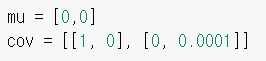 mu = [0,0]
cov = [[1, 0], [0, 0.0001]]